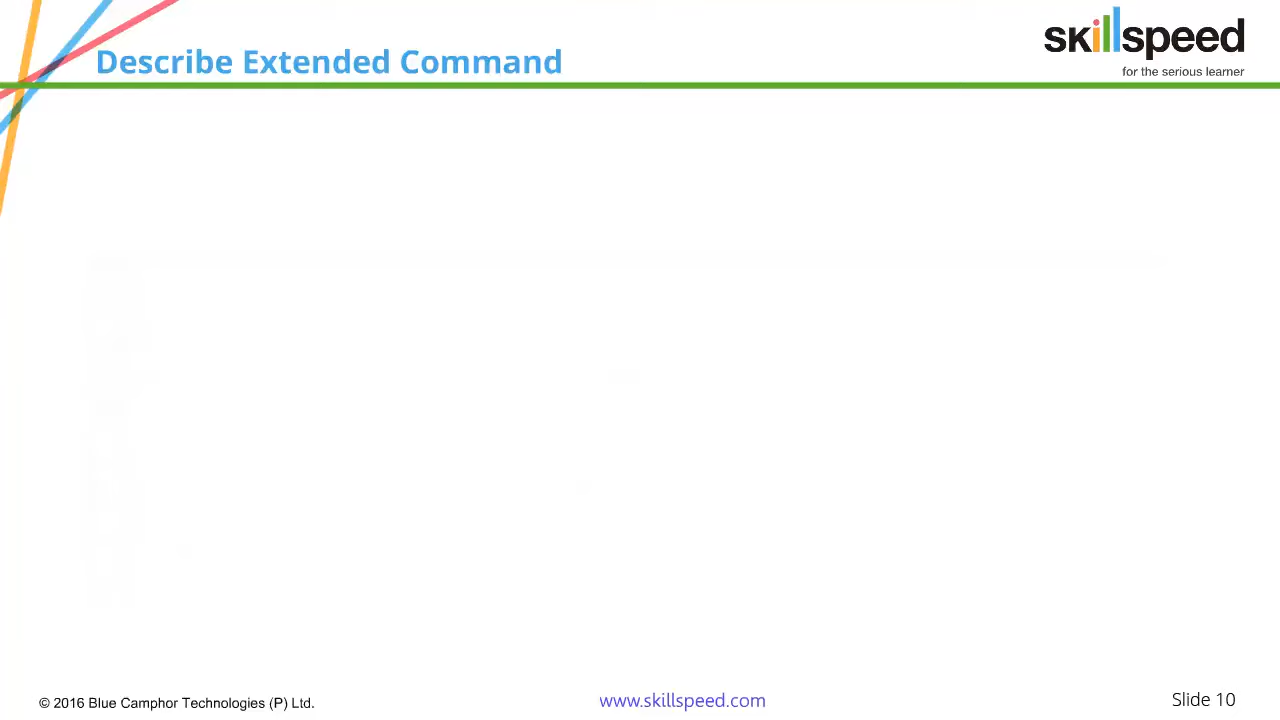 Describe Extended Command
skillspeed
for the serious learner
© 2016 Blue Camphor Technologies (P) Ltd.
www.skillspeed.com
Slide 10